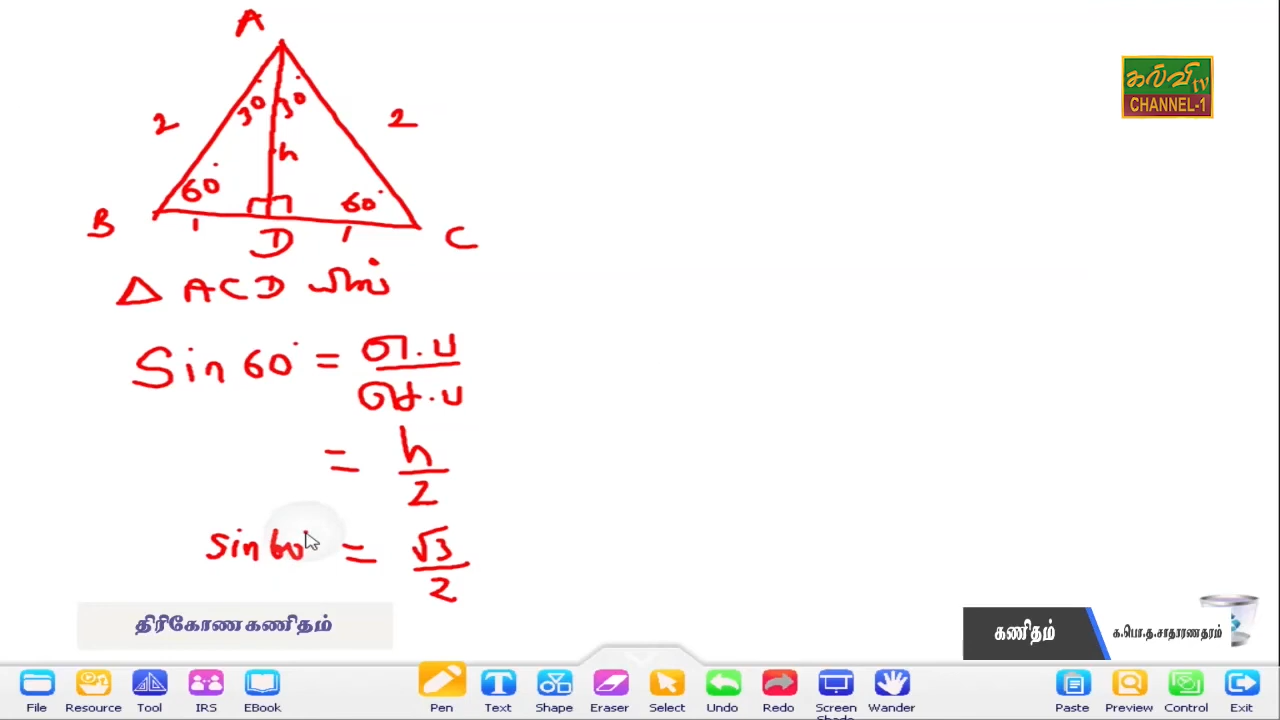 A
கல்வி tv
CHANNEL-1
2
30°
30°
2
h
60°
60°
B
1
D
1
C
Δ ACD யில்
Sin 60° = எ.ப / செ.ப
= h / 2
sin 60° = √3 / 2
திரிகோணகணிதம்
கணிதம்
க.பொ.த.சாதாரணதரம்
File
Resource
Tool
IRS
EBook
Pen
Text
Shape
Eraser
Select
Undo
Redo
Screen
Wander
Paste
Preview
Control
Exit